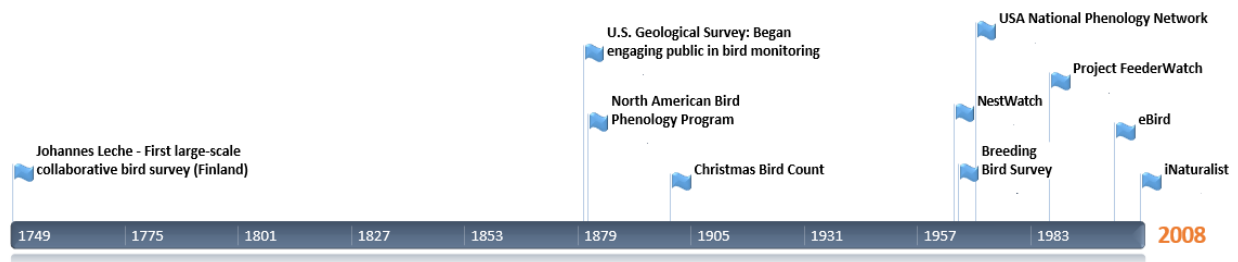 USA National Phenology Network
U.S. Geological Survey: Began
engaging public in bird monitoring
Project FeederWatch
North American Bird
Phenology Program
NestWatch
eBird
Johannes Leche - First large-scale
collaborative bird survey (Finland)
Christmas Bird Count
Breeding
Bird Survey
iNaturalist
1749 1775 1801 1827 1853 1879 1905 1931 1957 1983 2008